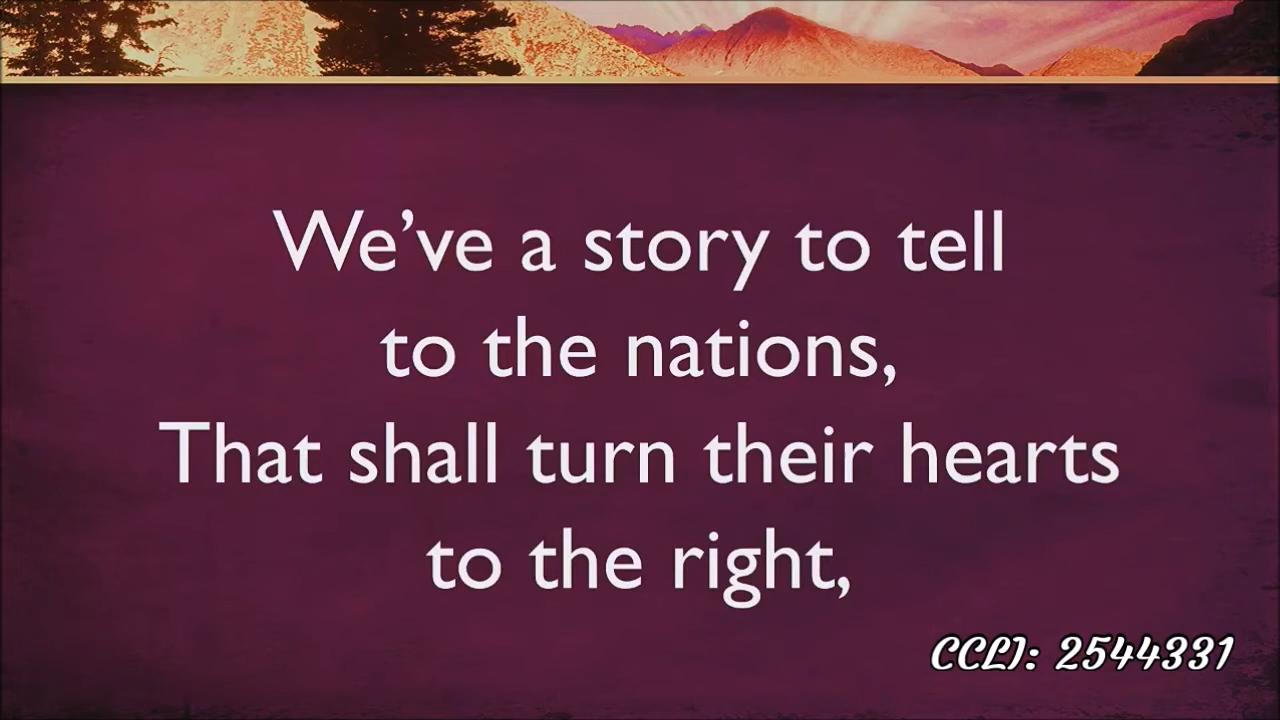 We’ve a story to tell
to the nations,
That shall turn their hearts
to the right,
CCLI: 2544331